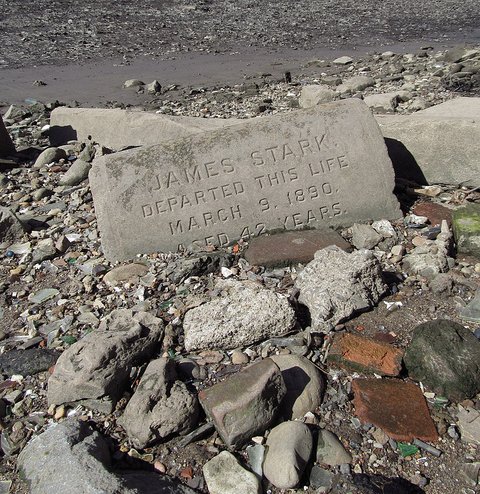 JAMES STARK
DEPARTED THIS LIFE
MARCH 9, 1890,
AGED 42 YEARS.